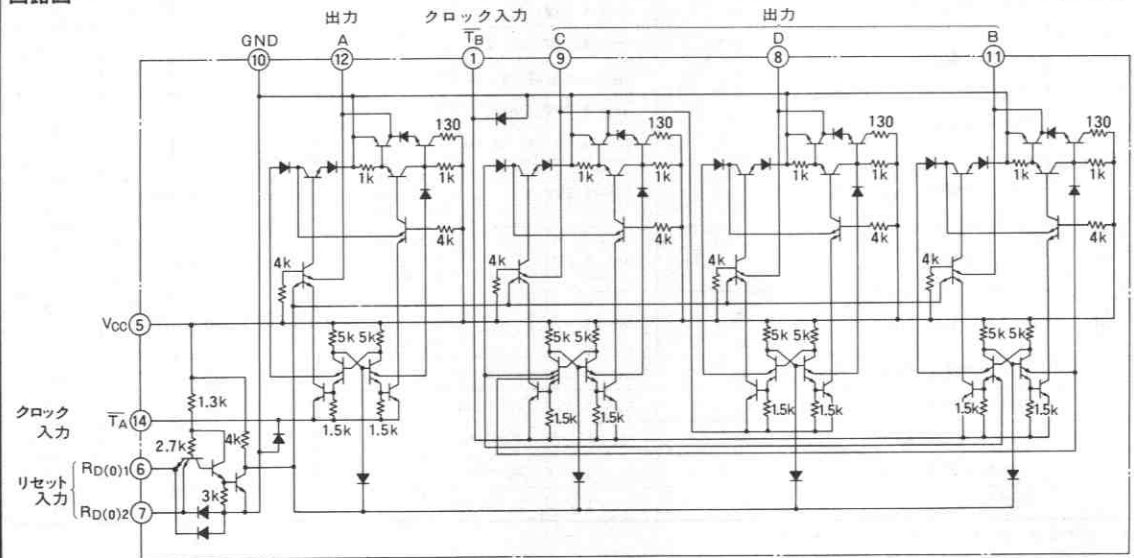 回路図
出力 クロック入力 出力
GND A T̅B̅ C D B
10 12 1 9 8 11
130 130 130 130
1k 1k 1k 1k 1k 1k 1k 1k
4k 4k 4k 4k
4k 4k 4k 4k
VCC 5
5k 5k 5k 5k 5k 5k 5k 5k
1.5k 1.5k 1.5k 1.5k 1.5k 1.5k 1.5k 1.5k
クロック入力 T̅A̅ 14
1.3k
2.7k 4k
リセット入力 RD(0)1 6
3k
RD(0)2 7